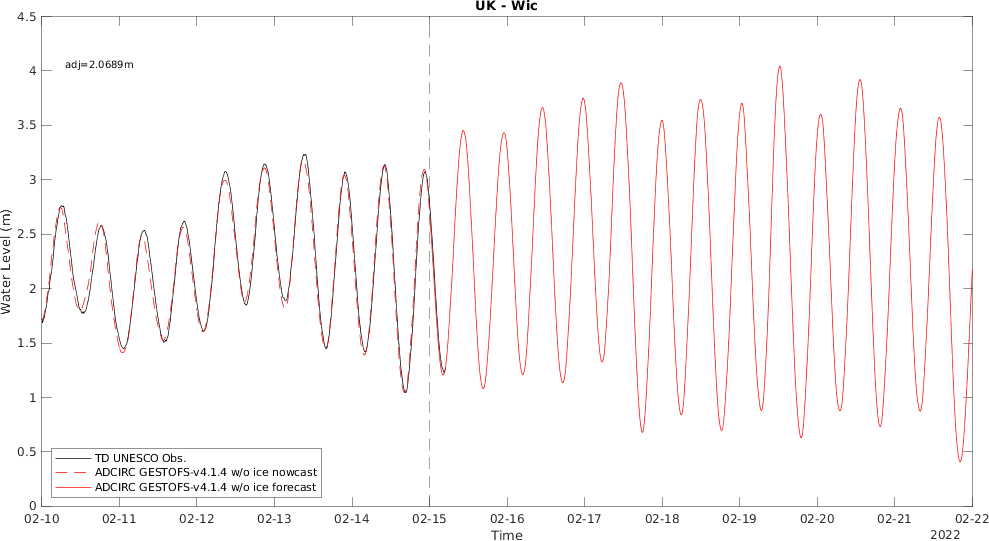 UK - Wic
4.5
4
3.5
3
2.5
2
1.5
1
0.5
0
Water Level (m)
adj=2.0689m
TD UNESCO Obs.
ADCIRC GESTOFS-v4.1.4 w/o ice nowcast
ADCIRC GESTOFS-v4.1.4 w/o ice forecast
02-10 02-11 02-12 02-13 02-14 02-15 02-16 02-17 02-18 02-19 02-20 02-21 02-22
Time
2022